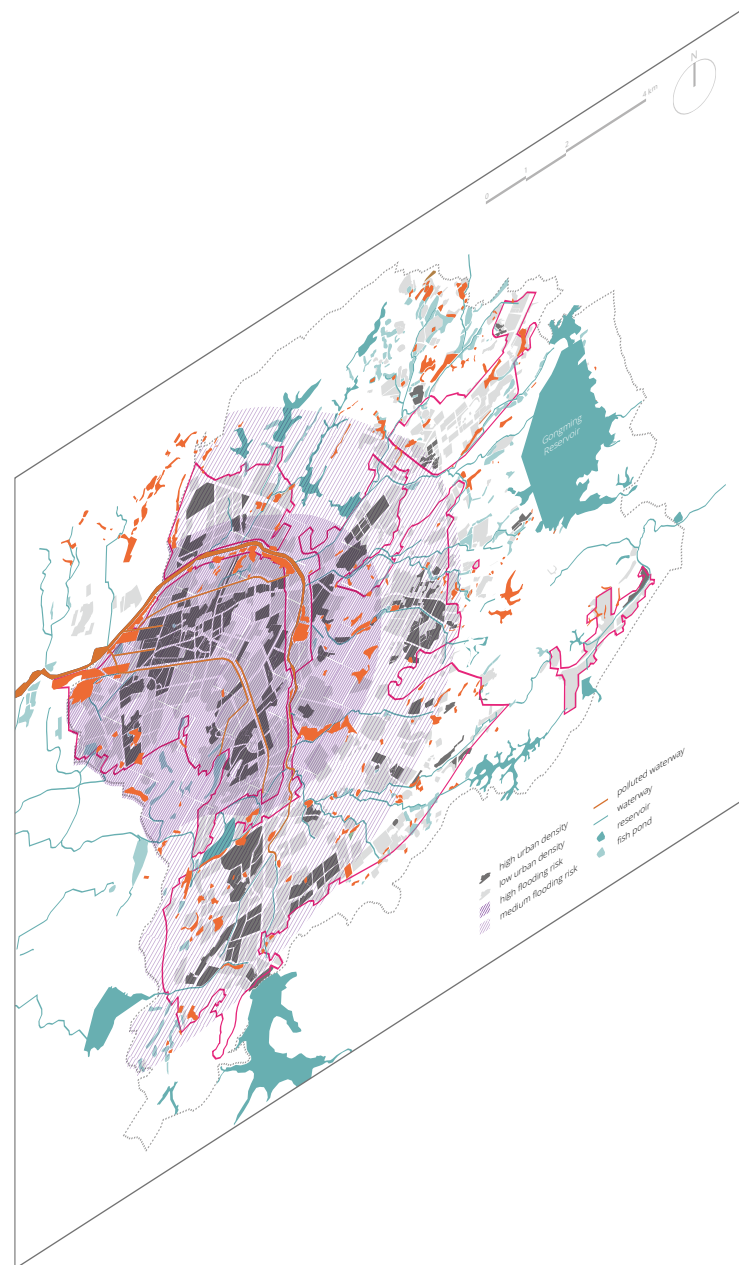 N
0
1
2
4 km
Gongming
Reservoir
high urban density
low urban density
high flooding risk
medium flooding risk
polluted waterway
waterway
reservoir
fish pond